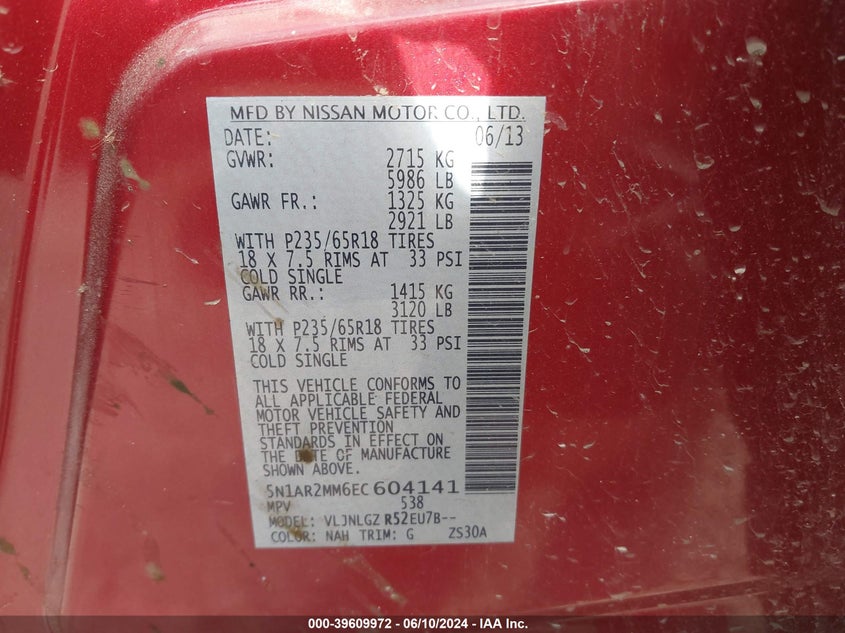 MFD BY NISSAN MOTOR CO., LTD.
DATE: 06/13
GVWR: 2715 KG
5986 LB
GAWR FR.: 1325 KG
2921 LB
WITH P235/65R18 TIRES
18 X 7.5 RIMS AT 33 PSI
COLD SINGLE
GAWR RR.: 1415 KG
3120 LB
WITH P235/65R18 TIRES
18 X 7.5 RIMS AT 33 PSI
COLD SINGLE
THIS VEHICLE CONFORMS TO
ALL APPLICABLE FEDERAL
MOTOR VEHICLE SAFETY AND
THEFT PREVENTION
STANDARDS IN EFFECT ON
THE DATE OF MANUFACTURE
SHOWN ABOVE.
5N1AR2MM6EC604141
MPV 538
MODEL: VLJNLGZ R52EU7B--
COLOR: NAH TRIM: G ZS30A
000-39609972 - 06/10/2024 - IAA Inc.